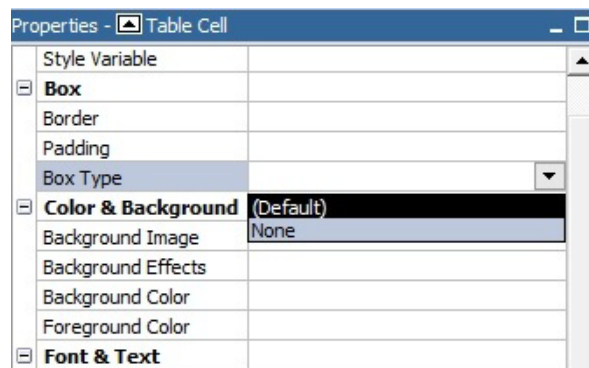 Properties - Table Cell
Style Variable
Box
Border
Padding
Box Type
Color & Background (Default)
None
Background Image
Background Effects
Background Color
Foreground Color
Font & Text